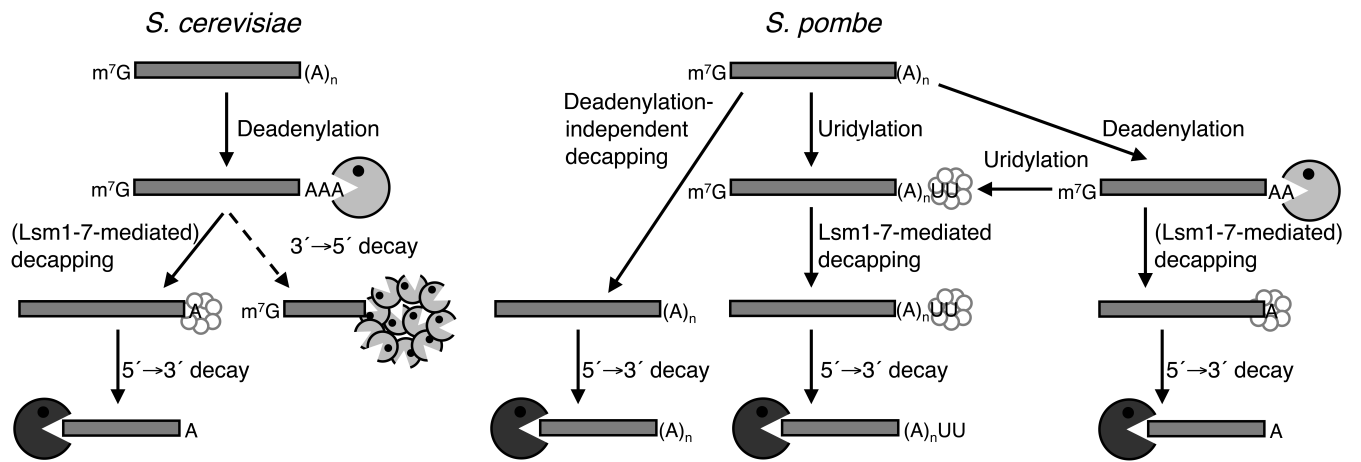 S. cerevisiae
m⁷G (A)ₙ
Deadenylation
m⁷G AAA
(Lsm1-7-mediated)
decapping
3´→5´ decay
A
m⁷G
5´→3´ decay
A
S. pombe
m⁷G (A)ₙ
Deadenylation-
independent
decapping
Uridylation
Deadenylation
Uridylation
m⁷G (A)ₙUU
m⁷G AA
Lsm1-7-mediated
decapping
(Lsm1-7-mediated)
decapping
(A)ₙ
(A)ₙUU
A
5´→3´ decay
5´→3´ decay
5´→3´ decay
(A)ₙ
(A)ₙUU
A